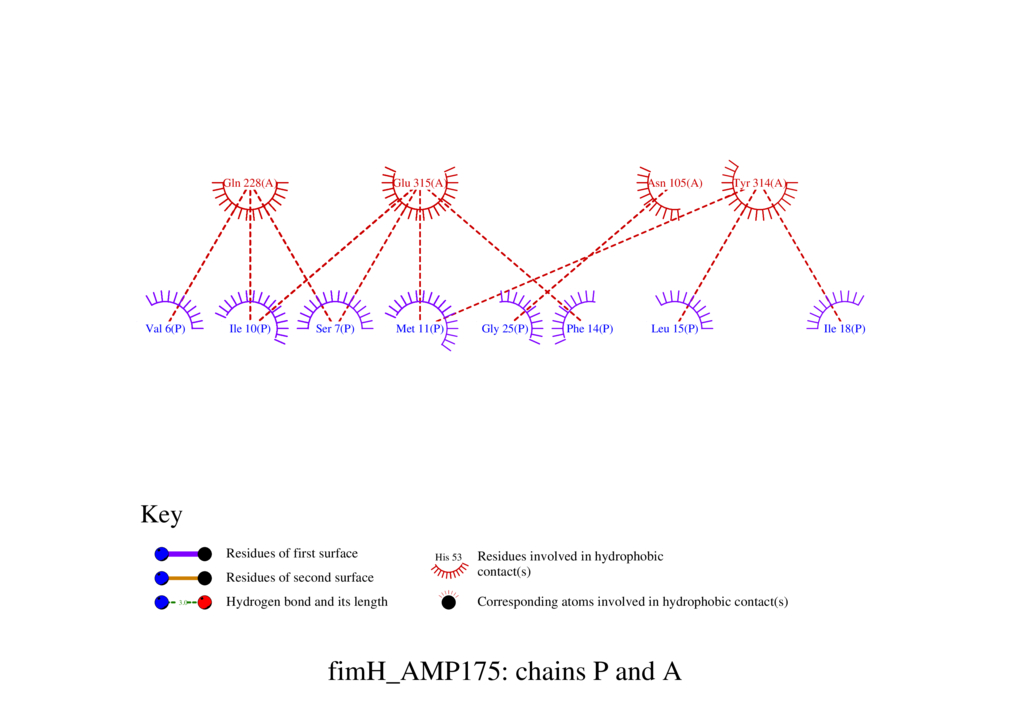 Gln 228(A) Glu 315(A) Asn 105(A) Tyr 314(A)
Val 6(P) Ile 10(P) Ser 7(P) Met 11(P) Gly 25(P) Phe 14(P) Leu 15(P) Ile 18(P)
Key
Residues of first surface
Residues of second surface
3.0
Hydrogen bond and its length
His 53
Residues involved in hydrophobic
contact(s)
Corresponding atoms involved in hydrophobic contact(s)
fimH_AMP175: chains P and A